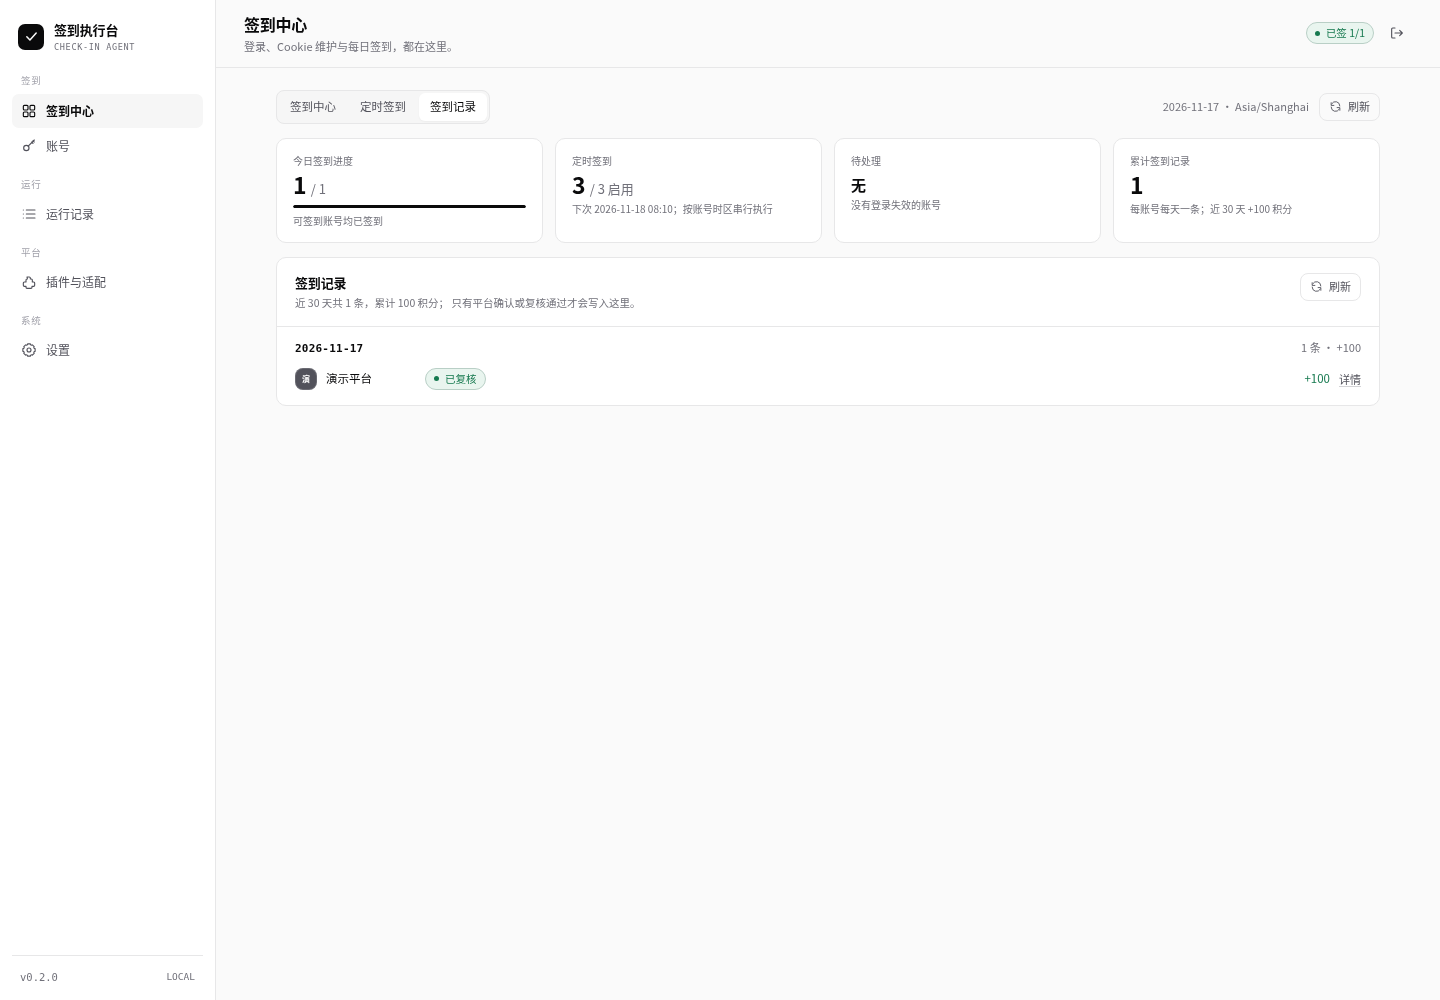 签到执行台
CHECK-IN AGENT
签到
签到中心
账号
运行
运行记录
平台
插件与适配
系统
设置
v0.2.0 LOCAL
签到中心
登录、Cookie 维护与每日签到，都在这里。
已签 1/1
签到中心 定时签到 签到记录
2026-11-17 · Asia/Shanghai 刷新
今日签到进度
1 / 1
可签到账号均已签到
定时签到
3 / 3 启用
下次 2026-11-18 08:10；按账号时区串行执行
待处理
无
没有登录失效的账号
累计签到记录
1
每账号每天一条；近 30 天 +100 积分
签到记录
近 30 天共 1 条，累计 100 积分； 只有平台确认或复核通过才会写入这里。
刷新
2026-11-17 1 条 · +100
演 演示平台 已复核 +100 详情